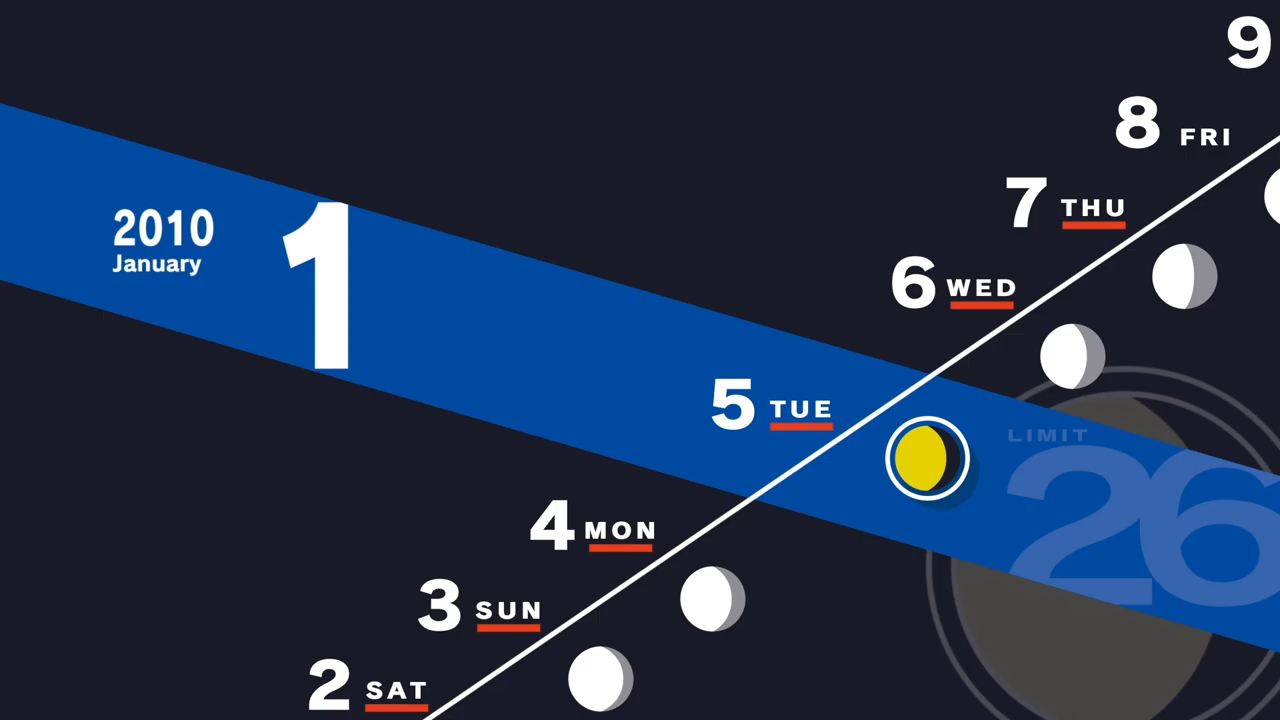 9
8 FRI
7 THU
6 WED
2010
January
1
5 TUE
LIMIT
26
4 MON
3 SUN
2 SAT